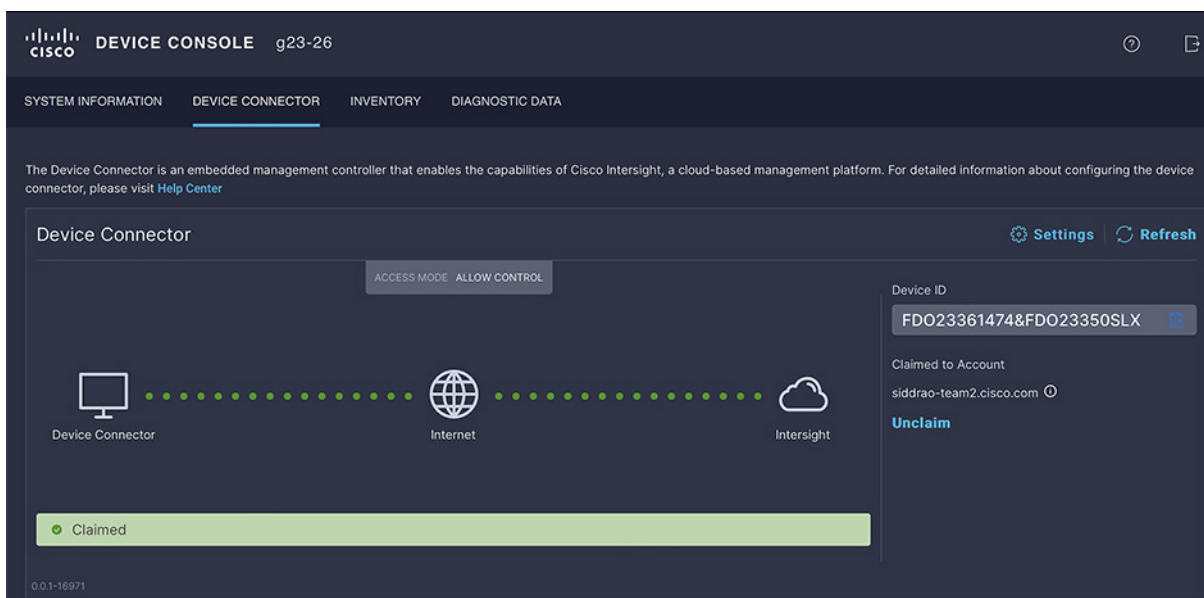 CISCO DEVICE CONSOLE g23-26
SYSTEM INFORMATION DEVICE CONNECTOR INVENTORY DIAGNOSTIC DATA
The Device Connector is an embedded management controller that enables the capabilities of Cisco Intersight, a cloud-based management platform. For detailed information about configuring the device
connector, please visit Help Center
Device Connector
Settings Refresh
ACCESS MODE ALLOW CONTROL
Device Connector
Internet
Intersight
Claimed
Device ID
FDO23361474&FDO23350SLX
Claimed to Account
siddrao-team2.cisco.com
Unclaim
0.0.1-16971